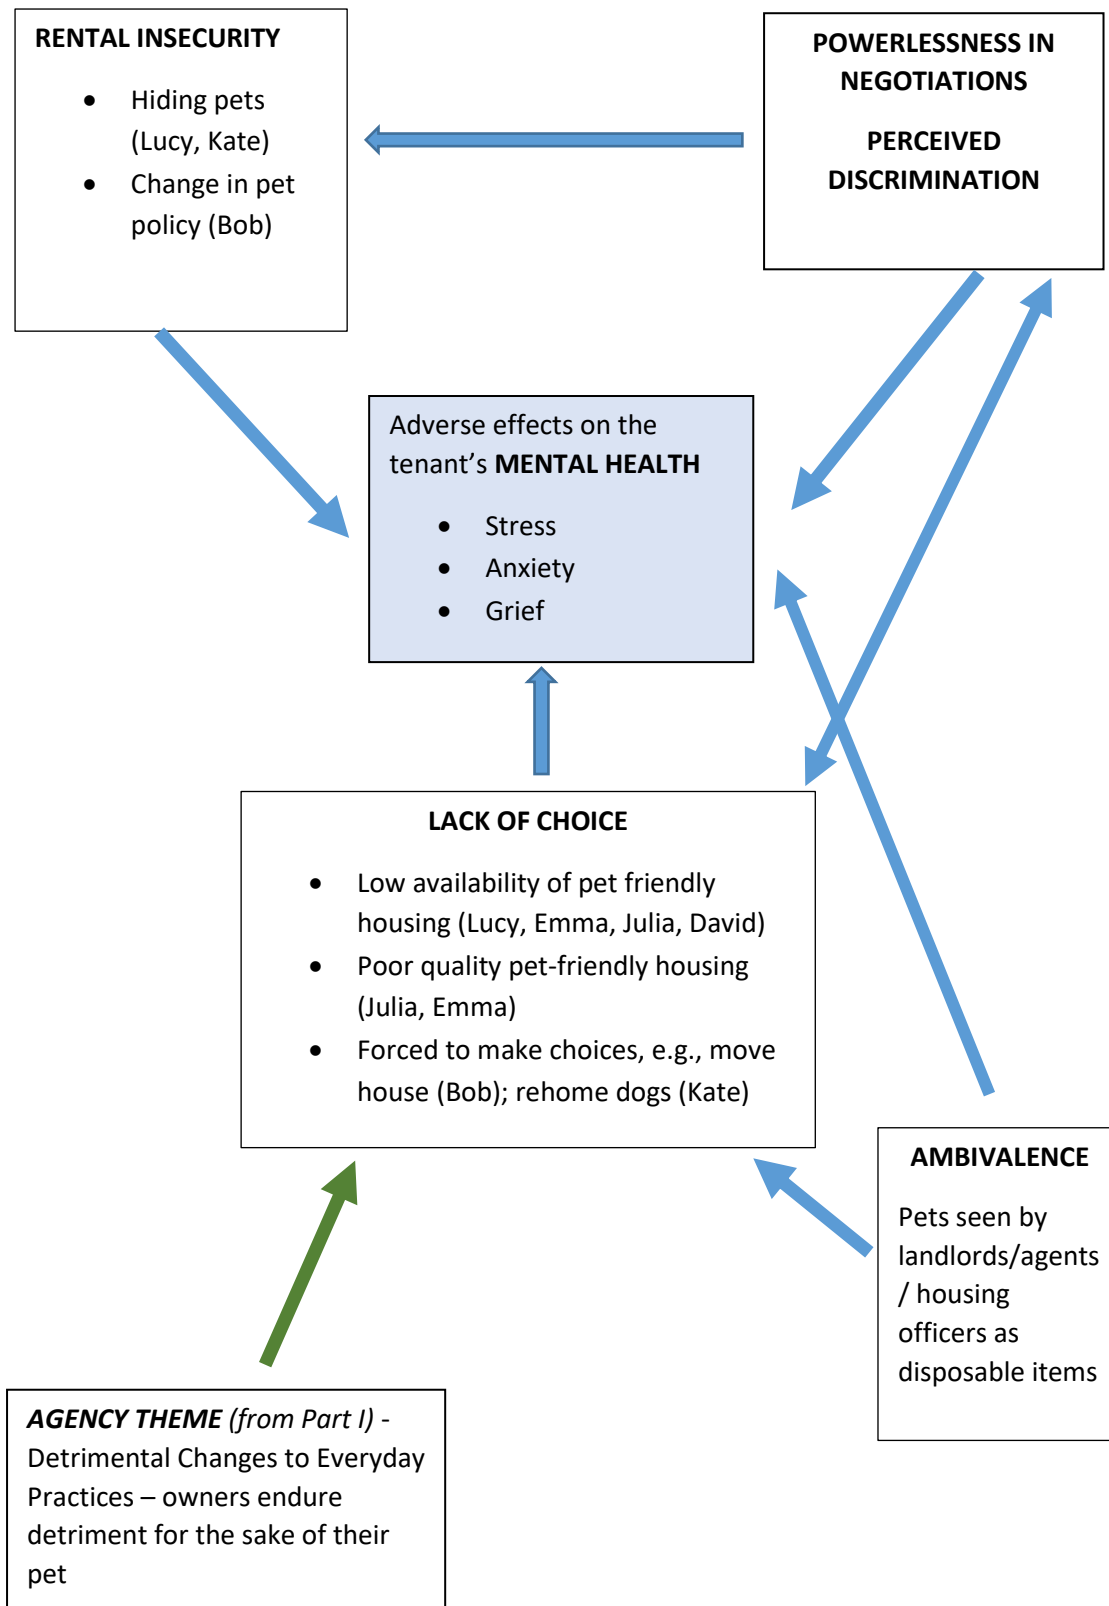 RENTAL INSECURITY
• Hiding pets
(Lucy, Kate)
• Change in pet
policy (Bob)
POWERLESSNESS IN
NEGOTIATIONS
PERCEIVED
DISCRIMINATION
Adverse effects on the
tenant’s MENTAL HEALTH
• Stress
• Anxiety
• Grief
LACK OF CHOICE
• Low availability of pet friendly
housing (Lucy, Emma, Julia, David)
• Poor quality pet-friendly housing
(Julia, Emma)
• Forced to make choices, e.g., move
house (Bob); rehome dogs (Kate)
AMBIVALENCE
Pets seen by
landlords/agents
/ housing
officers as
disposable items
AGENCY THEME (from Part I) -
Detrimental Changes to Everyday
Practices – owners endure
detriment for the sake of their
pet